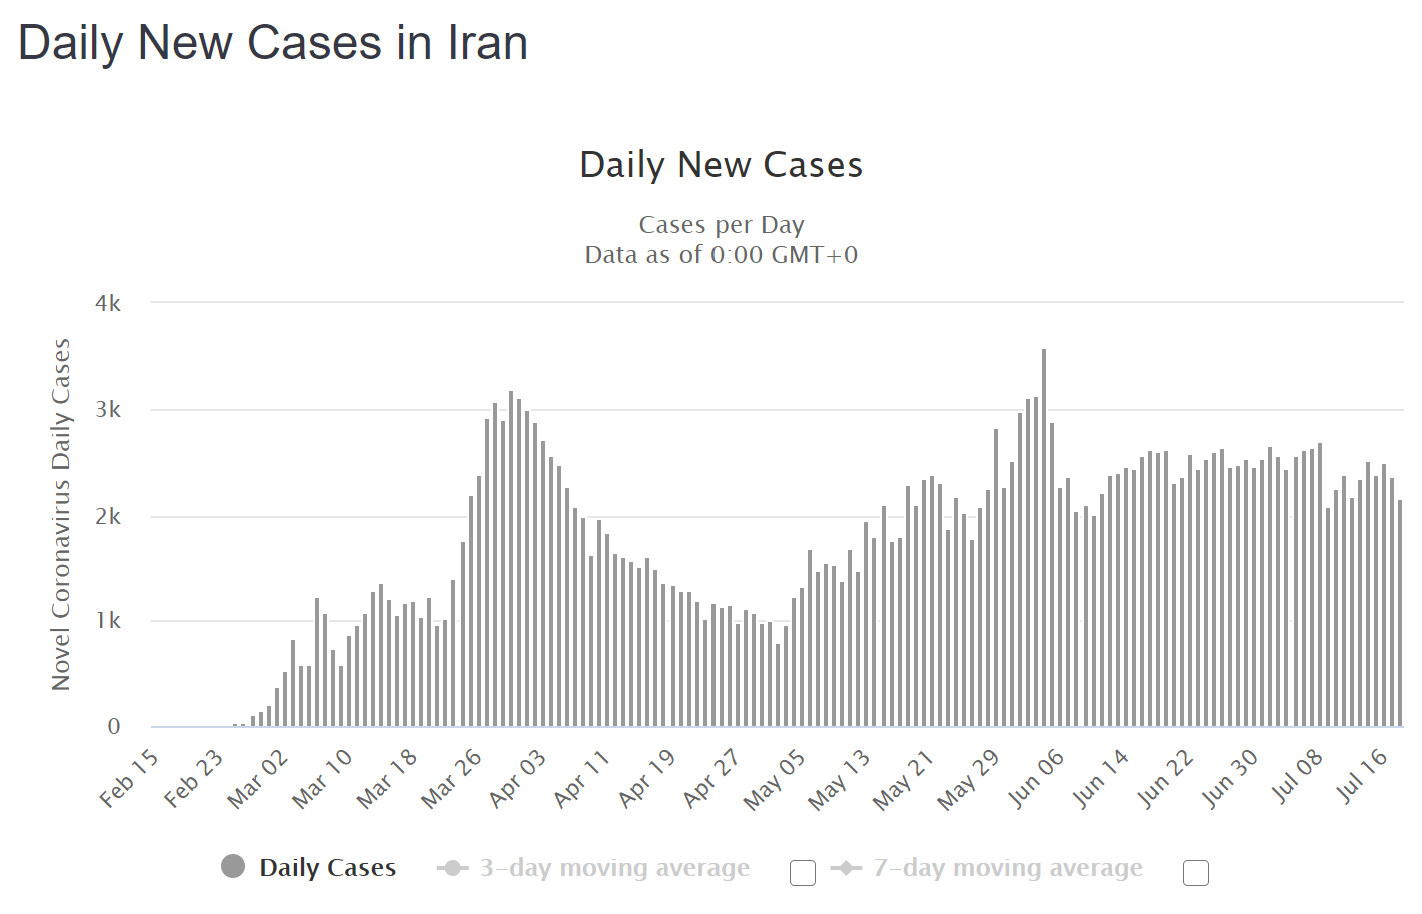 Daily New Cases in Iran
Daily New Cases
Cases per Day
Data as of 0:00 GMT+0
Novel Coronavirus Daily Cases
4k
3k
2k
1k
0
Feb 15
Feb 23
Mar 02
Mar 10
Mar 18
Mar 26
Apr 03
Apr 11
Apr 19
Apr 27
May 05
May 13
May 21
May 29
Jun 06
Jun 14
Jun 22
Jun 30
Jul 08
Jul 16
Daily Cases
3-day moving average
7-day moving average